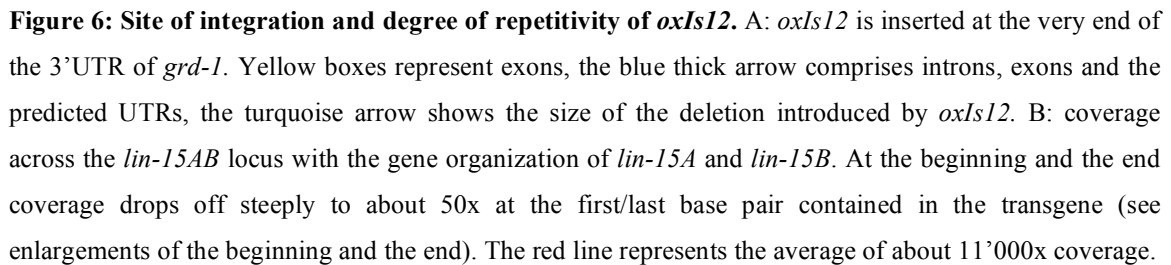 Figure 6: Site of integration and degree of repetitivity of oxIs12. A: oxIs12 is inserted at the very end of
the 3’UTR of grd-1. Yellow boxes represent exons, the blue thick arrow comprises introns, exons and the
predicted UTRs, the turquoise arrow shows the size of the deletion introduced by oxIs12. B: coverage
across the lin-15AB locus with the gene organization of lin-15A and lin-15B. At the beginning and the end
coverage drops off steeply to about 50x at the first/last base pair contained in the transgene (see
enlargements of the beginning and the end). The red line represents the average of about 11’000x coverage.